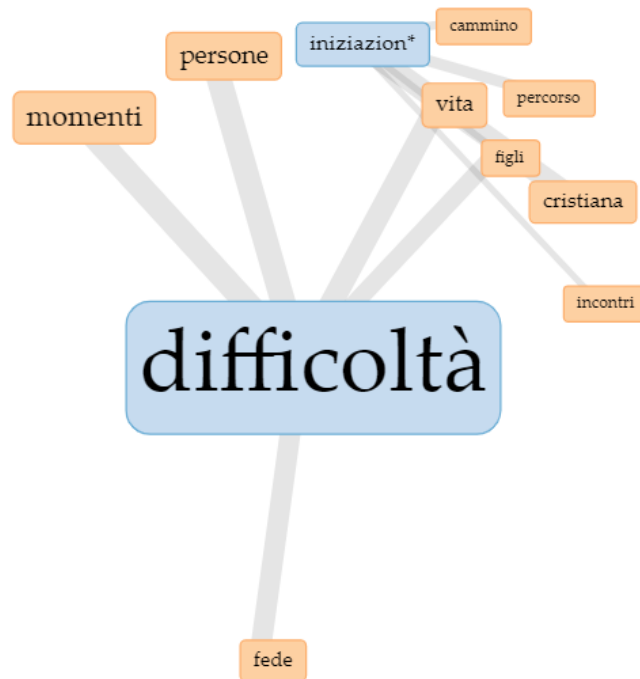 cammino
iniziazion*
persone
vita
percorso
momenti
figli
cristiana
incontri
difficoltà
fede